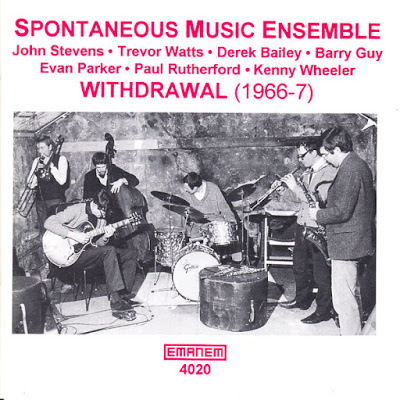 SPONTANEOUS MUSIC ENSEMBLE
John Stevens • Trevor Watts • Derek Bailey • Barry Guy
Evan Parker • Paul Rutherford • Kenny Wheeler
WITHDRAWAL (1966-7)
EMANEM
4020